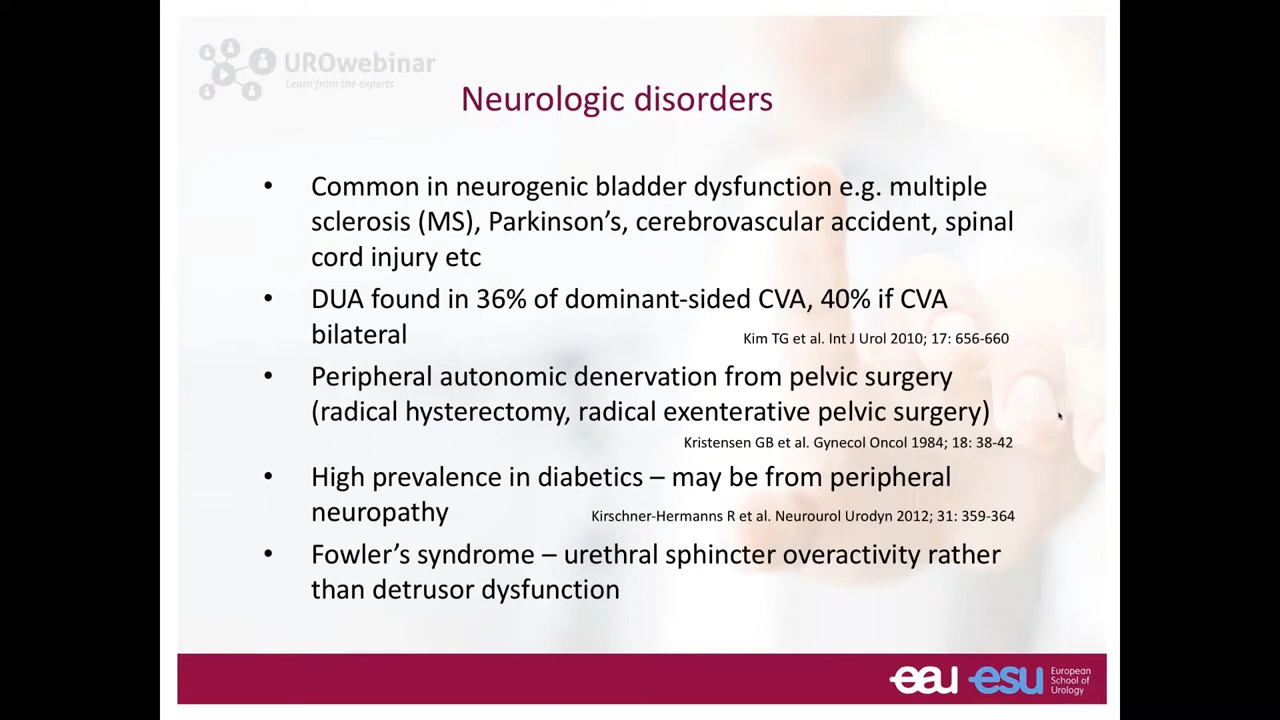 UROwebinar
Learn from the experts
Neurologic disorders
• Common in neurogenic bladder dysfunction e.g. multiple
sclerosis (MS), Parkinson’s, cerebrovascular accident, spinal
cord injury etc
• DUA found in 36% of dominant-sided CVA, 40% if CVA
bilateral Kim TG et al. Int J Urol 2010; 17: 656-660
• Peripheral autonomic denervation from pelvic surgery
(radical hysterectomy, radical exenterative pelvic surgery)
Kristensen GB et al. Gynecol Oncol 1984; 18: 38-42
• High prevalence in diabetics – may be from peripheral
neuropathy Kirschner-Hermanns R et al. Neurourol Urodyn 2012; 31: 359-364
• Fowler’s syndrome – urethral sphincter overactivity rather
than detrusor dysfunction
eau esu European
School of
Urology